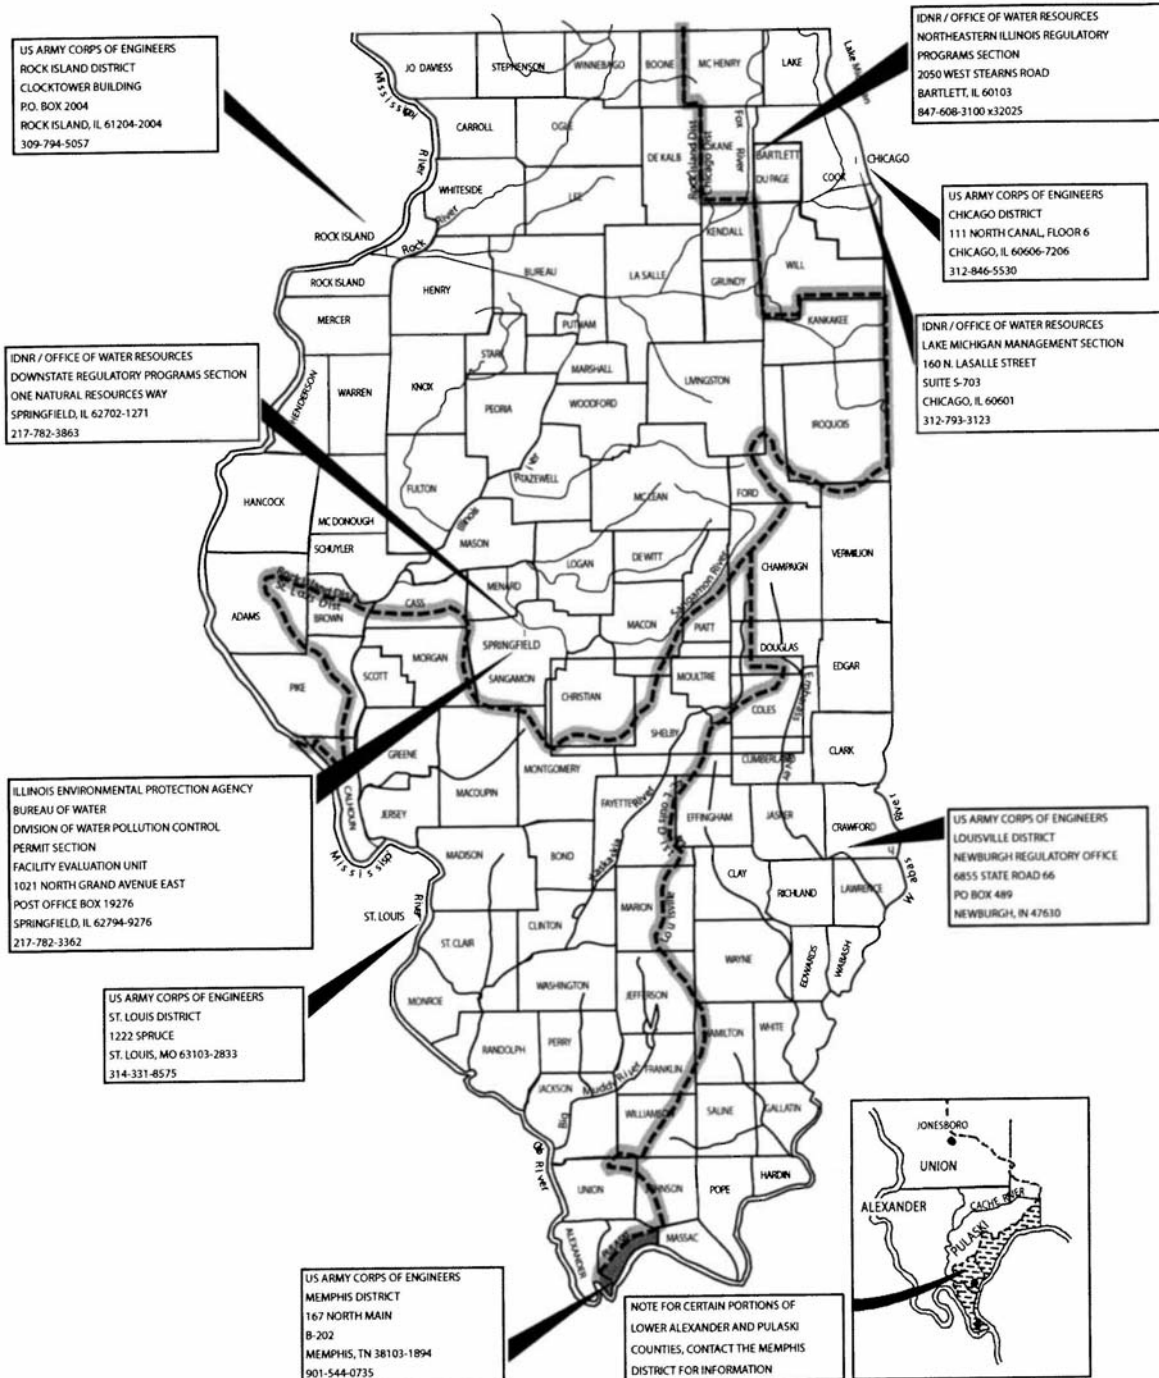 US ARMY CORPS OF ENGINEERS
ROCK ISLAND DISTRICT
CLOCKTOWER BUILDING
P.O. BOX 2004
ROCK ISLAND, IL 61204-2004
309-794-5057
IDNR / OFFICE OF WATER RESOURCES
NORTHEASTERN ILLINOIS REGULATORY
PROGRAMS SECTION
2050 WEST STEARNS ROAD
BARTLETT, IL 60103
847-608-3100 x32025
US ARMY CORPS OF ENGINEERS
CHICAGO DISTRICT
111 NORTH CANAL, FLOOR 6
CHICAGO, IL 60606-7206
312-846-5530
IDNR / OFFICE OF WATER RESOURCES
LAKE MICHIGAN MANAGEMENT SECTION
160 N. LASALLE STREET
SUITE S-703
CHICAGO, IL 60601
312-793-3123
IDNR / OFFICE OF WATER RESOURCES
DOWNSTATE REGULATORY PROGRAMS SECTION
ONE NATURAL RESOURCES WAY
SPRINGFIELD, IL 62702-1271
217-782-3863
ILLINOIS ENVIRONMENTAL PROTECTION AGENCY
BUREAU OF WATER
DIVISION OF WATER POLLUTION CONTROL
PERMIT SECTION
FACILITY EVALUATION UNIT
1021 NORTH GRAND AVENUE EAST
POST OFFICE BOX 19276
SPRINGFIELD, IL 62794-9276
217-782-3362
US ARMY CORPS OF ENGINEERS
LOUISVILLE DISTRICT
NEWBURGH REGULATORY OFFICE
6855 STATE ROAD 66
PO BOX 489
NEWBURGH, IN 47630
US ARMY CORPS OF ENGINEERS
ST. LOUIS DISTRICT
1222 SPRUCE
ST. LOUIS, MO 63103-2833
314-331-8575
US ARMY CORPS OF ENGINEERS
MEMPHIS DISTRICT
167 NORTH MAIN
B-202
MEMPHIS, TN 38103-1894
901-544-0735
NOTE FOR CERTAIN PORTIONS OF
LOWER ALEXANDER AND PULASKI
COUNTIES, CONTACT THE MEMPHIS
DISTRICT FOR INFORMATION
JO DAVIESS
STEPHENSON
WINNEBAGO
BOONE
MC HENRY
LAKE
Mississippi
River
CARROLL
OGLE
DE KALB
Rock Island Dist
Chicago Dist
KANE
Fox
River
BARTLETT
DU PAGE
COOK
CHICAGO
WHITESIDE
LEE
ROCK ISLAND
Rock
River
KENDALL
WILL
ROCK ISLAND
HENRY
BUREAU
LA SALLE
GRUNDY
KANKAKEE
MERCER
PUTNAM
STARK
MARSHALL
LIVINGSTON
IROQUOIS
HENDERSON
WARREN
KNOX
PEORIA
WOODFORD
HANCOCK
MC DONOUGH
FULTON
Illinois
TAZEWELL
MCLEAN
FORD
VERMILION
SCHUYLER
MASON
LOGAN
DEWITT
CHAMPAIGN
Sangamon River
Rock Island Dist
St. Louis Dist
ADAMS
BROWN
CASS
MENARD
MACON
PIATT
SPRINGFIELD
DOUGLAS
EDGAR
PIKE
SCOTT
MORGAN
SANGAMON
CHRISTIAN
MOULTRIE
COLES
Embarrass
River
GREENE
MONTGOMERY
SHELBY
CUMBERLAND
CLARK
CALHOUN
JERSEY
MACOUPIN
FAYETTE
Kaskaskia
River
EFFINGHAM
JASPER
CRAWFORD
Wabash
River
MADISON
BOND
CLAY
RICHLAND
LAWRENCE
ST. LOUIS
River
ST. CLAIR
CLINTON
MARION
WAYNE
EDWARDS
WABASH
MONROE
WASHINGTON
JEFFERSON
HAMILTON
WHITE
RANDOLPH
PERRY
FRANKLIN
JACKSON
Big
Muddy
River
WILLIAMSON
SALINE
GALLATIN
River
UNION
JOHNSON
POPE
HARDIN
ALEXANDER
PULASKI
MASSAC
JONESBORO
UNION
ALEXANDER
CACHE RIVER
PULASKI